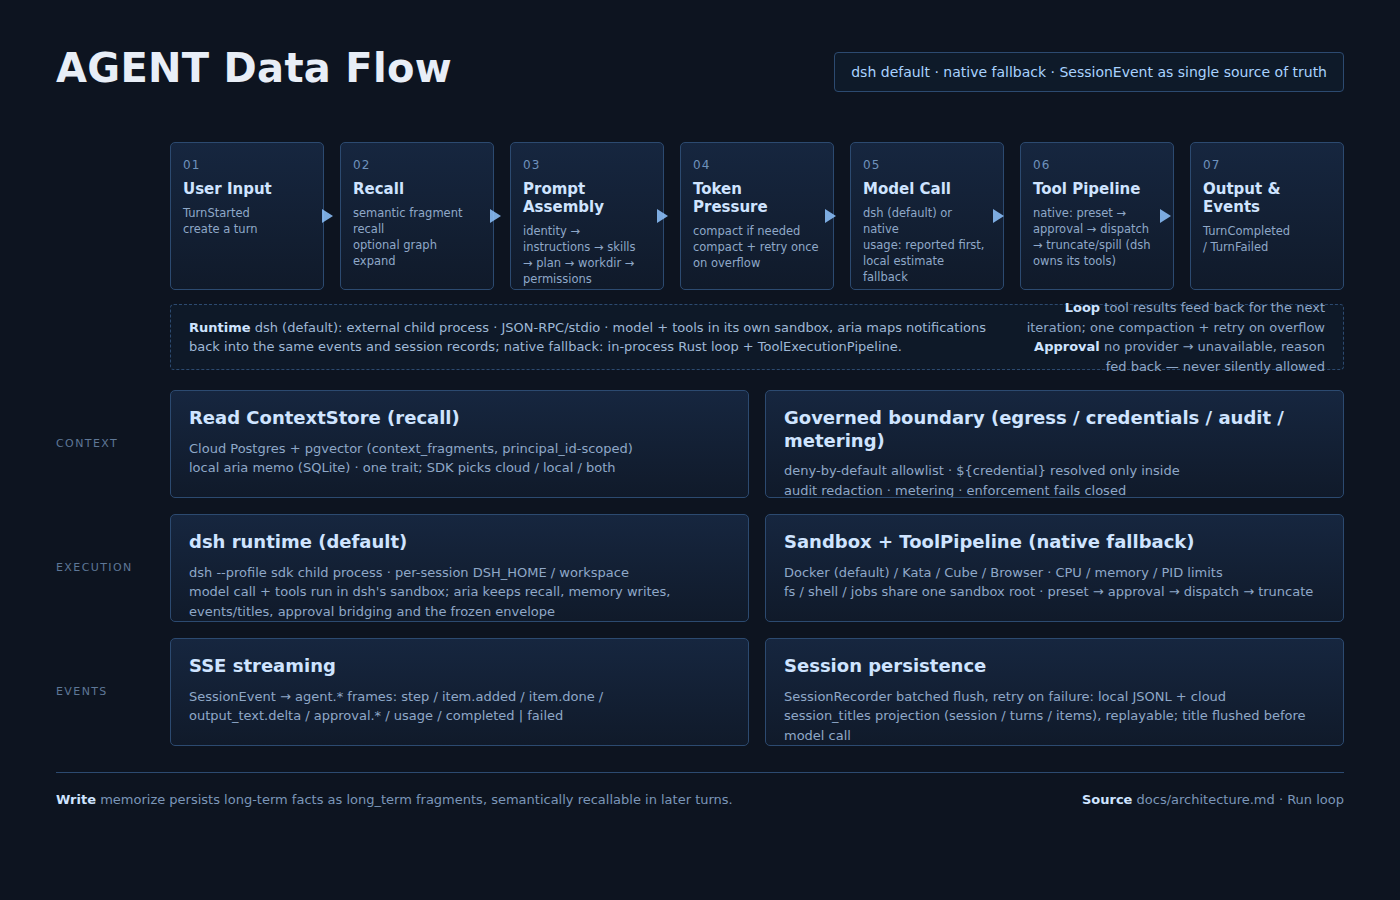 AGENT Data Flow
dsh default · native fallback · SessionEvent as single source of truth
01
User Input
TurnStarted
create a turn
02
Recall
semantic fragment
recall
optional graph
expand
03
Prompt
Assembly
identity →
instructions → skills
→ plan → workdir →
permissions
04
Token
Pressure
compact if needed
compact + retry once
on overflow
05
Model Call
dsh (default) or
native
usage: reported first,
local estimate
fallback
06
Tool Pipeline
native: preset →
approval → dispatch
→ truncate/spill (dsh
owns its tools)
07
Output &
Events
TurnCompleted
/ TurnFailed
Runtime dsh (default): external child process · JSON-RPC/stdio · model + tools in its own sandbox, aria maps notifications
back into the same events and session records; native fallback: in-process Rust loop + ToolExecutionPipeline.
Loop tool results feed back for the next
iteration; one compaction + retry on overflow
Approval no provider → unavailable, reason
fed back — never silently allowed
CONTEXT
Read ContextStore (recall)
Cloud Postgres + pgvector (context_fragments, principal_id-scoped)
local aria memo (SQLite) · one trait; SDK picks cloud / local / both
Governed boundary (egress / credentials / audit /
metering)
deny-by-default allowlist · ${credential} resolved only inside
audit redaction · metering · enforcement fails closed
EXECUTION
dsh runtime (default)
dsh --profile sdk child process · per-session DSH_HOME / workspace
model call + tools run in dsh's sandbox; aria keeps recall, memory writes,
events/titles, approval bridging and the frozen envelope
Sandbox + ToolPipeline (native fallback)
Docker (default) / Kata / Cube / Browser · CPU / memory / PID limits
fs / shell / jobs share one sandbox root · preset → approval → dispatch → truncate
EVENTS
SSE streaming
SessionEvent → agent.* frames: step / item.added / item.done /
output_text.delta / approval.* / usage / completed | failed
Session persistence
SessionRecorder batched flush, retry on failure: local JSONL + cloud
session_titles projection (session / turns / items), replayable; title flushed before
model call
Write memorize persists long-term facts as long_term fragments, semantically recallable in later turns.
Source docs/architecture.md · Run loop